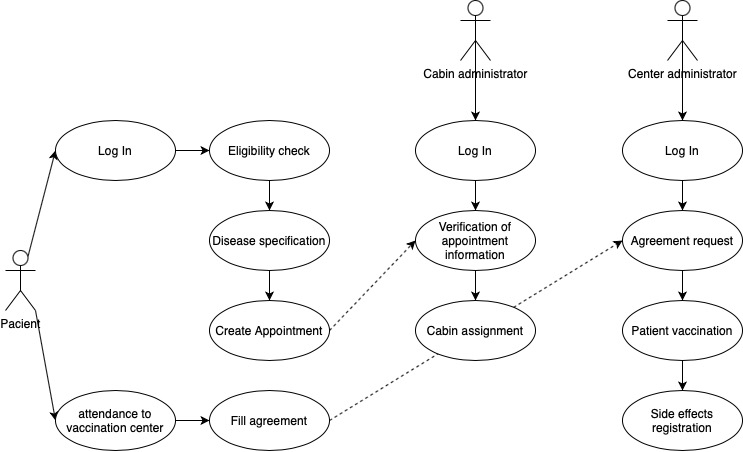 Cabin administrator
Center administrator
Log In
Eligibility check
Log In
Log In
Disease specification
Verification of
appointment
information
Agreement request
Pacient
Create Appointment
Cabin assignment
Patient vaccination
attendance to
vaccination center
Fill agreement
Side effects
registration